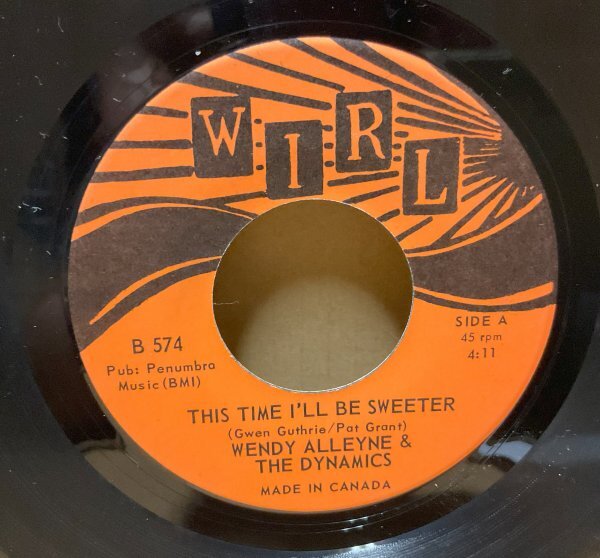 WIRL
B 574
Pub: Penumbra
Music (BMI)
SIDE A
45 rpm
4:11
THIS TIME I'LL BE SWEETER
(Gwen Guthrie/Pat Grant)
WENDY ALLEYNE &
THE DYNAMICS
MADE IN CANADA